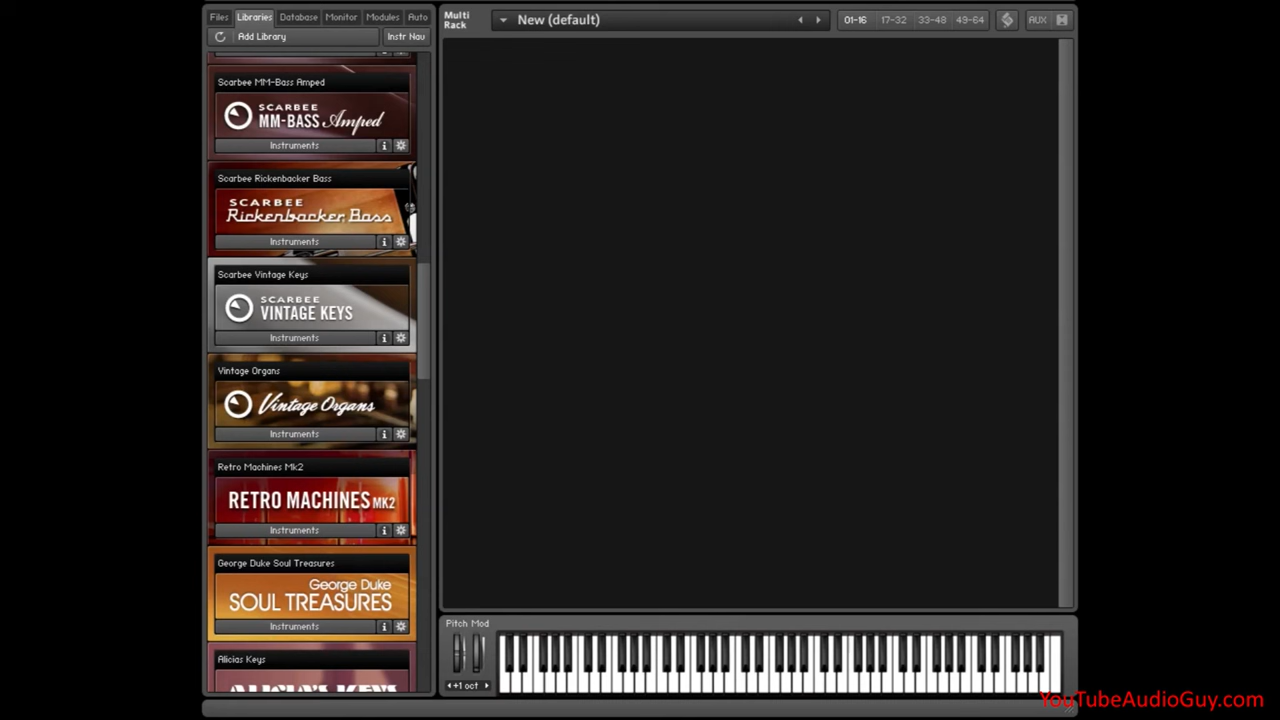 Files Libraries Database Monitor Modules Auto
Add Library Instr Nav
Scarbee MM-Bass Amped
SCARBEE
MM-BASS Amped
Instruments
Scarbee Rickenbacker Bass
SCARBEE
Rickenbacker Bass
Instruments
Scarbee Vintage Keys
SCARBEE
VINTAGE KEYS
Instruments
Vintage Organs
Vintage Organs
Instruments
Retro Machines Mk2
RETRO MACHINES MK2
Instruments
George Duke Soul Treasures
George Duke
SOUL TREASURES
Instruments
Alicias Keys
ALICIA'S KEYS
Multi
Rack
New (default)
01-16 17-32 33-48 49-64 AUX
Pitch Mod
+1 oct
YouTubeAudioGuy.com